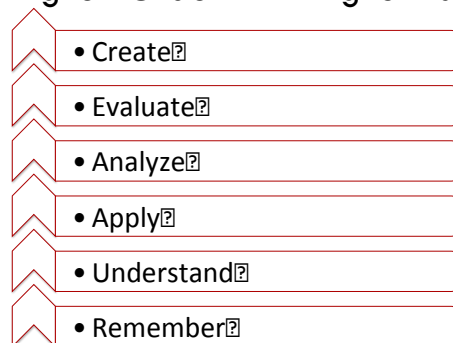 • Create�
• Evaluate�
• Analyze�
• Apply�
• Understand�
• Remember�